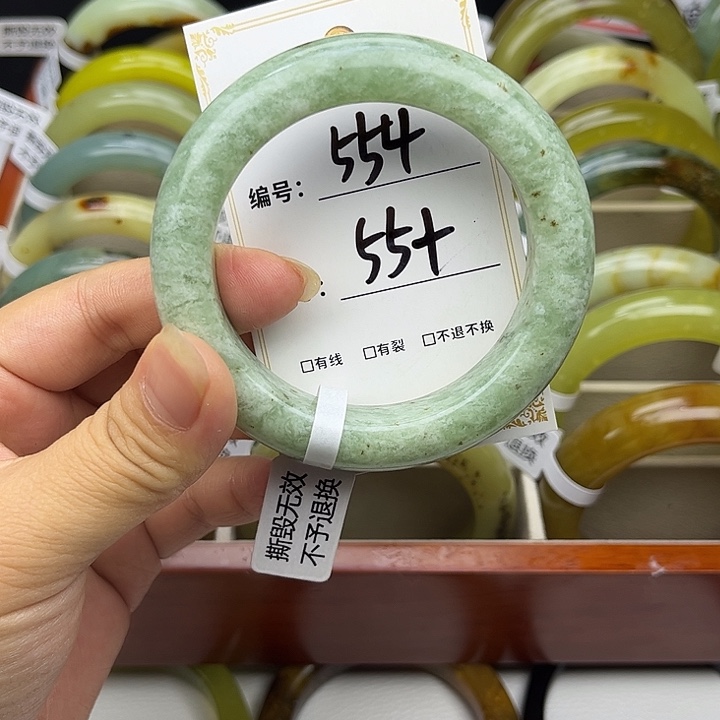 编号： 554
： 55+
□有线 □有裂 □不退不换
撕毁无效
不予退换